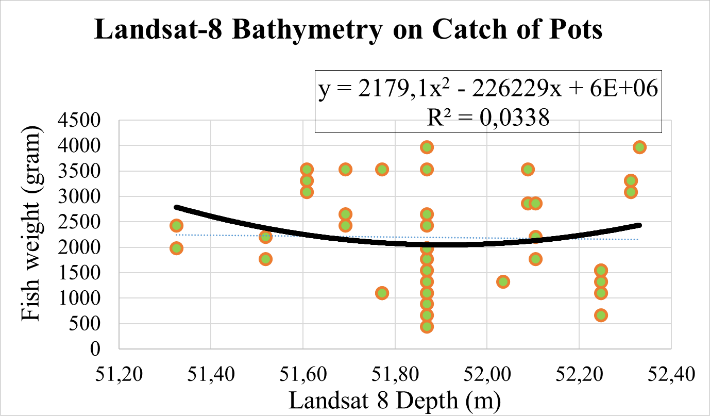 Landsat-8 Bathymetry on Catch of Pots
y = 2179,1x² - 226229x + 6E+06
R² = 0,0338
Fish weight (gram)
4500
4000
3500
3000
2500
2000
1500
1000
500
0
51,20 51,40 51,60 51,80 52,00 52,20 52,40
Landsat 8 Depth (m)